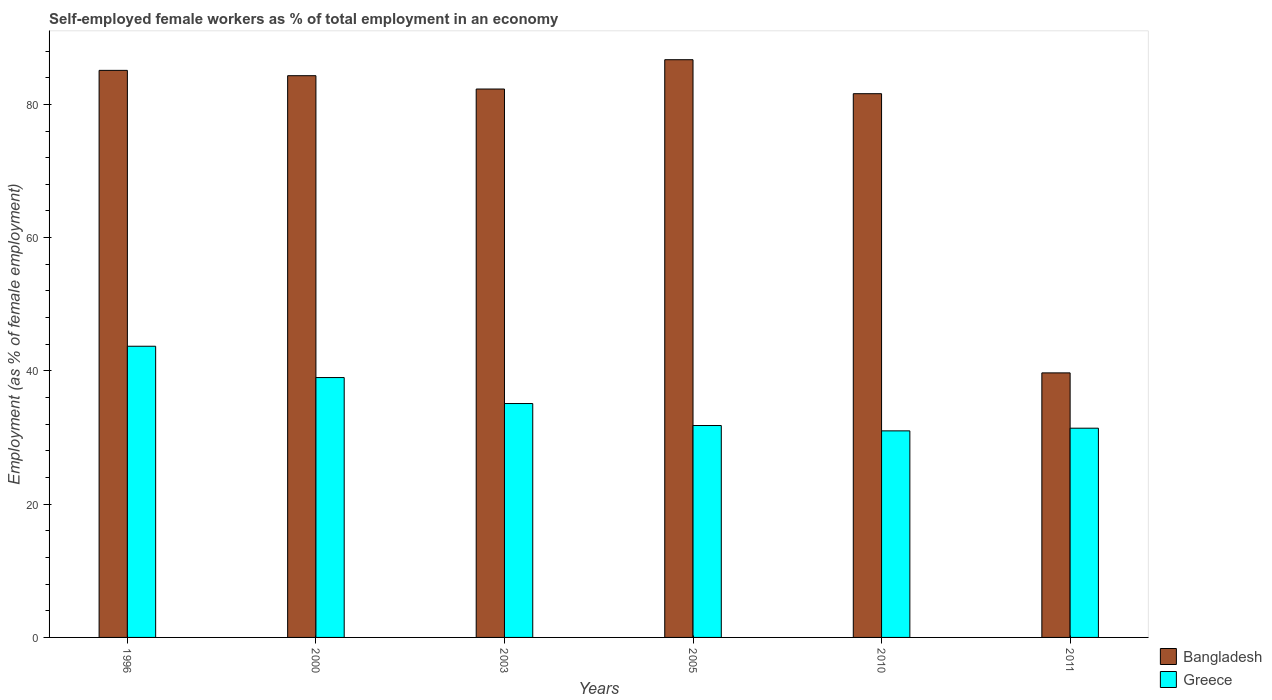 Self-employed female workers as % of total employment in an economy
Employment (as % of female employment)
80
60
40
20
0
1996
2000
2003
2005
2010
2011
Years
Bangladesh
Greece